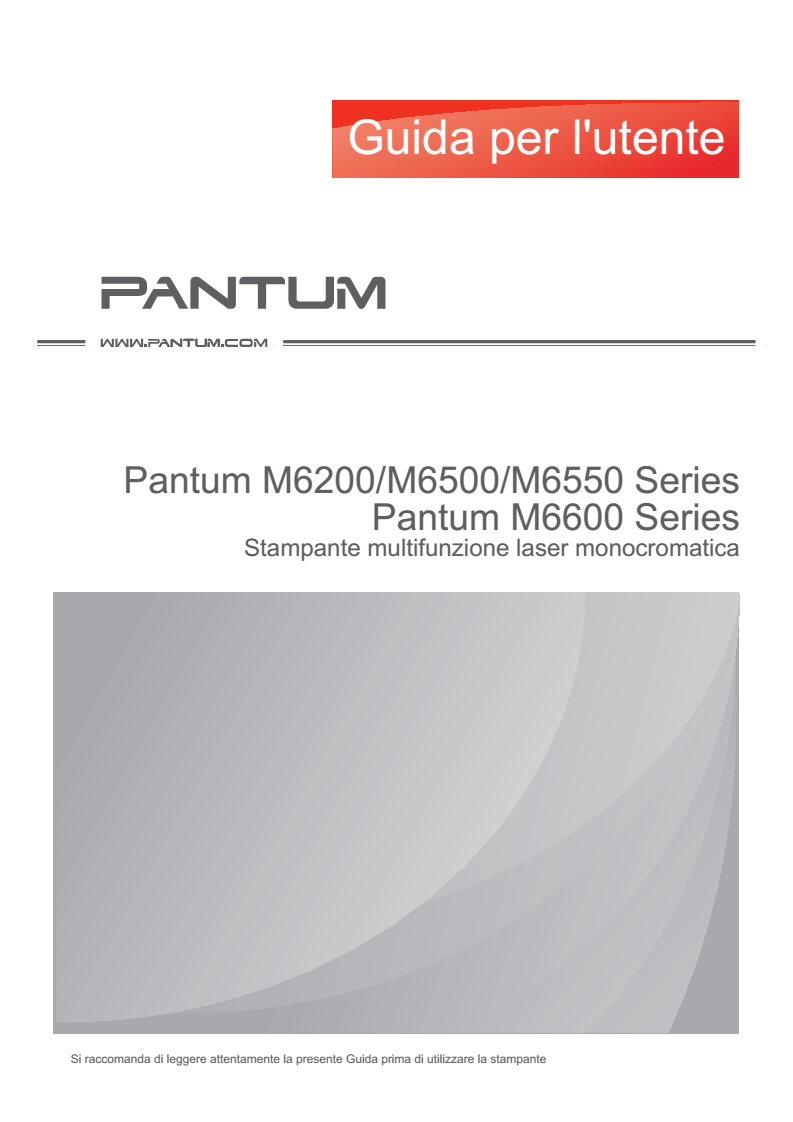 Guida per l'utente
PANTUM
WWW.PANTUM.COM
Pantum M6200/M6500/M6550 Series
Pantum M6600 Series
Stampante multifunzione laser monocromatica
Si raccomanda di leggere attentamente la presente Guida prima di utilizzare la stampante